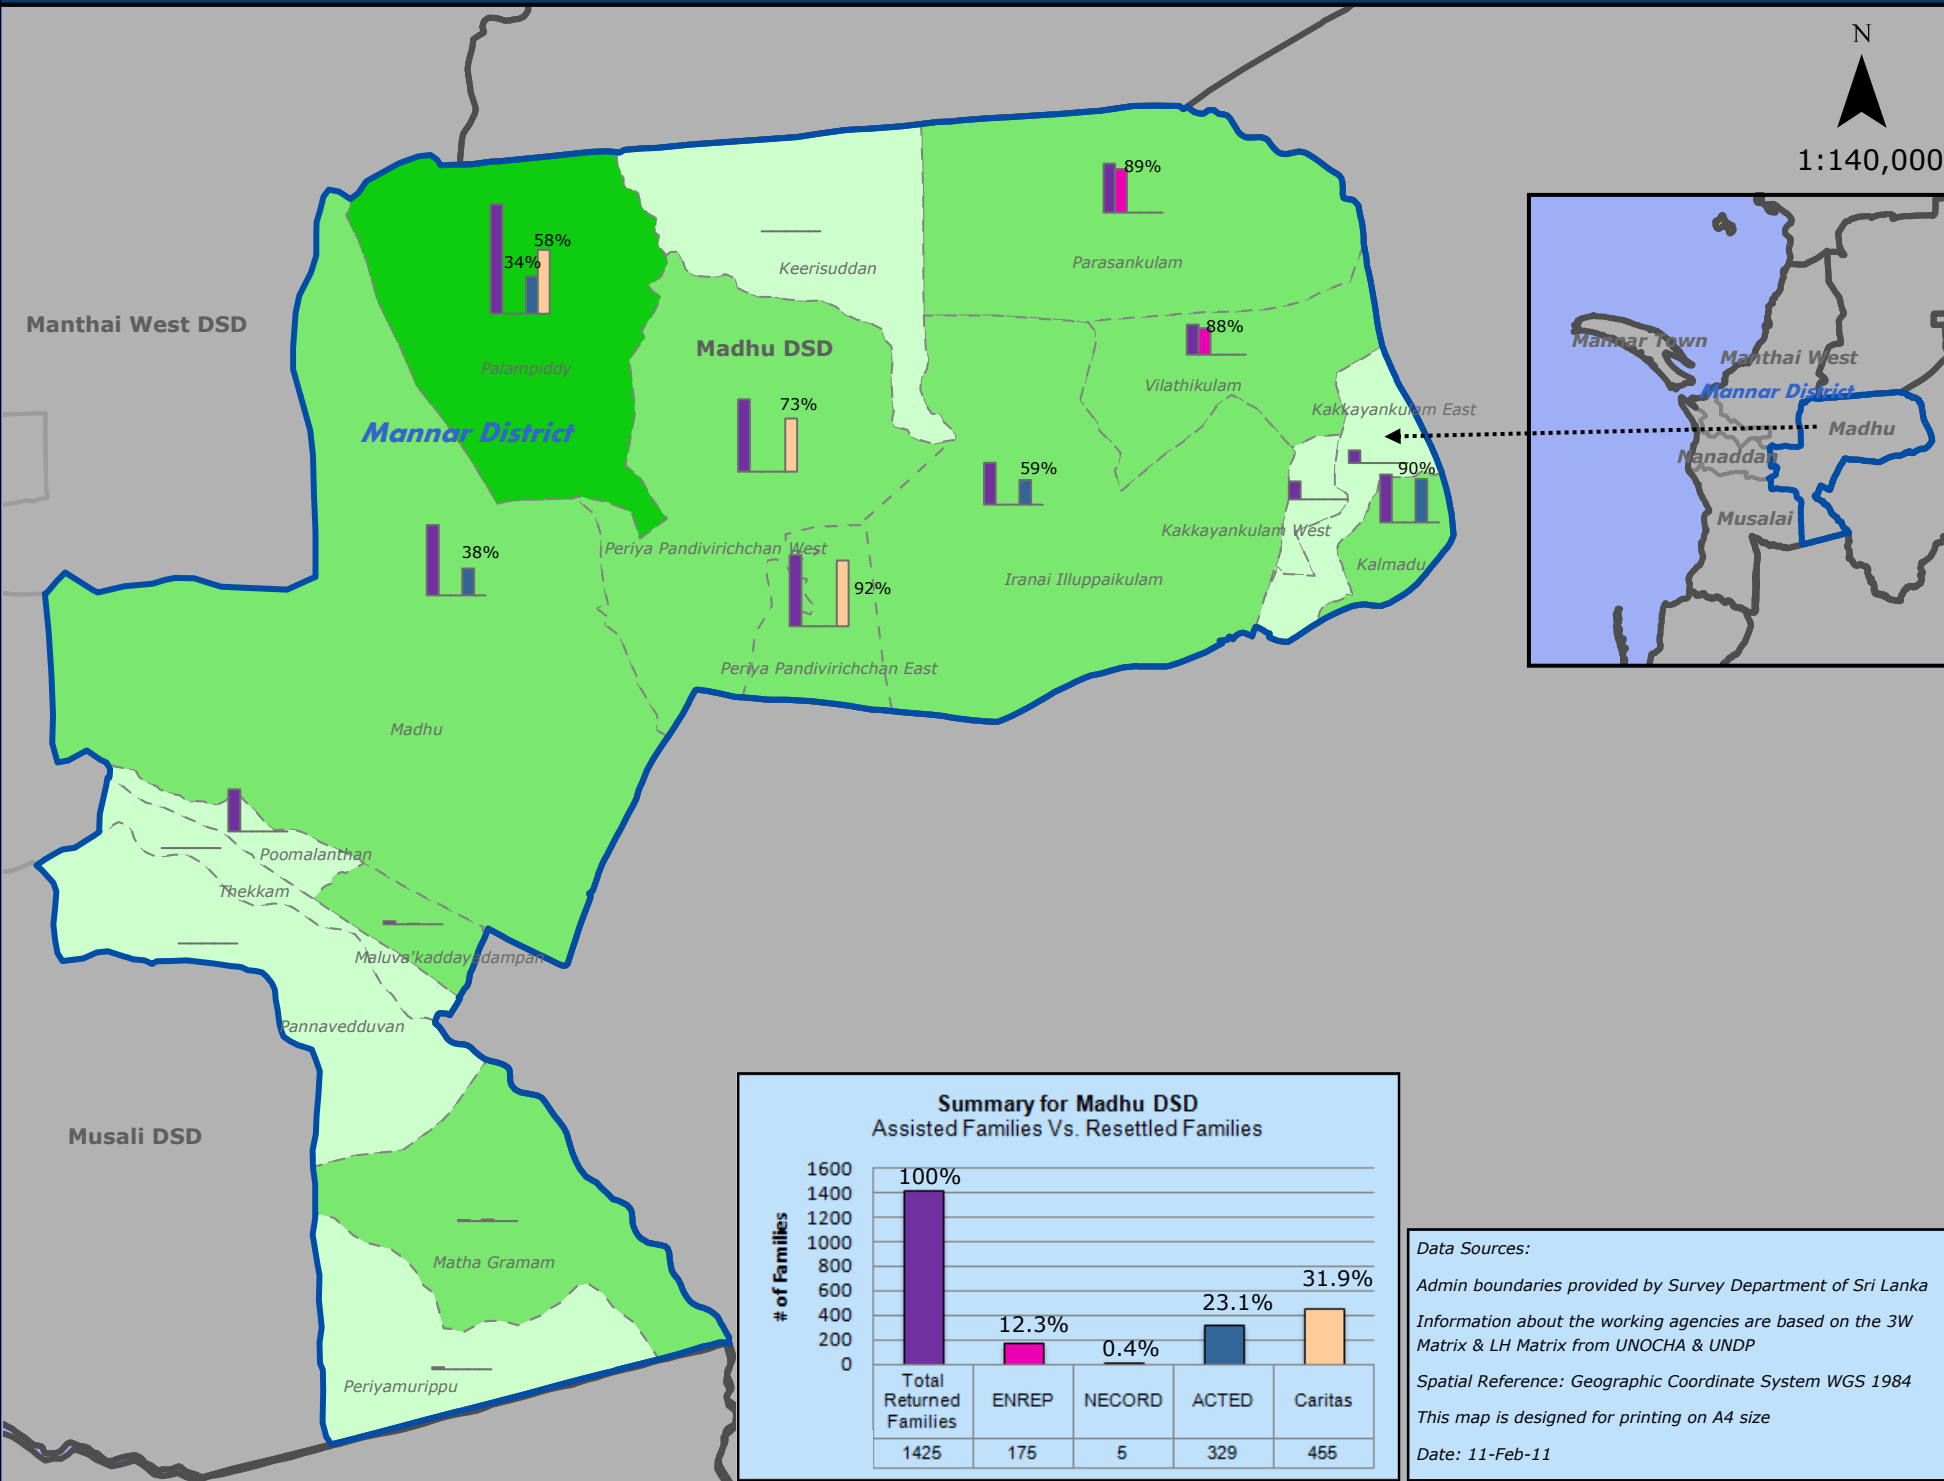 N
1:140,000
89%
58%
34%
Keerisuddan
Parasankulam
Manthai West DSD
Madhu DSD
88%
Palampiddy
Vilathikulam
73%
Kakkayankulam East
Mannar District
59%
90%
Periya Pandivirichchan West
Kakkayankulam West
38%
Iranai Illuppaikulam
Kalmadu
92%
Periya Pandivirichchan East
Madhu
Poomalanthan
Thekkam
Maluva'kaddayadampan
Pannavedduvan
Musali DSD
Matha Gramam
Periyamurippu
Mannar Town
Manthai West
Mannar District
Madhu
Nanaddan
Musalai
Summary for Madhu DSD
Assisted Families Vs. Resettled Families
# of Families
1600
1400
1200
1000
800
600
400
200
0
100%
12.3%
0.4%
23.1%
31.9%
Total Returned Families ENREP NECORD ACTED Caritas
1425 175 5 329 455
Data Sources:
Admin boundaries provided by Survey Department of Sri Lanka
Information about the working agencies are based on the 3W
Matrix & LH Matrix from UNOCHA & UNDP
Spatial Reference: Geographic Coordinate System WGS 1984
This map is designed for printing on A4 size
Date: 11-Feb-11